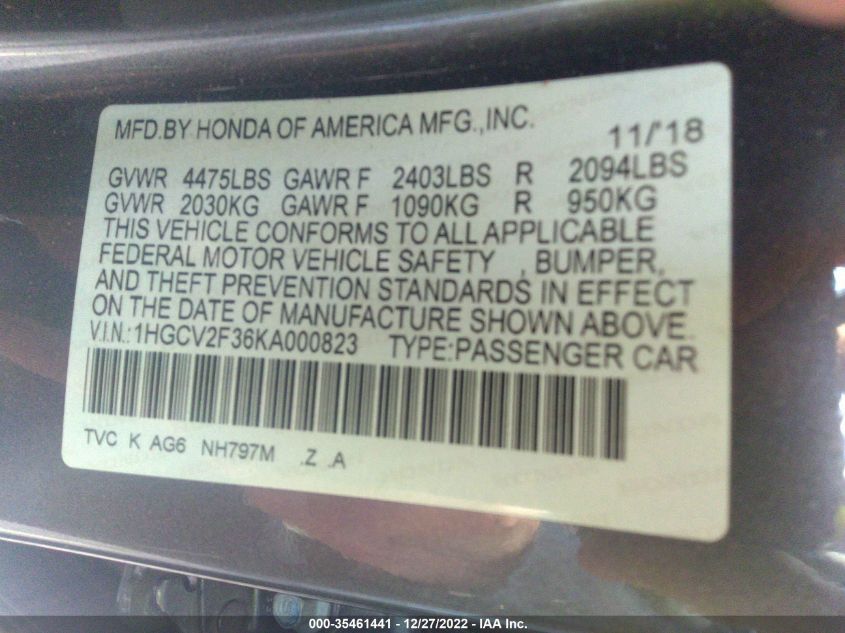 MFD.BY HONDA OF AMERICA MFG.,INC. 11/'18
GVWR 4475LBS GAWR F 2403LBS R 2094LBS
GVWR 2030KG GAWR F 1090KG R 950KG
THIS VEHICLE CONFORMS TO ALL APPLICABLE
FEDERAL MOTOR VEHICLE SAFETY , BUMPER,
AND THEFT PREVENTION STANDARDS IN EFFECT
ON THE DATE OF MANUFACTURE SHOWN ABOVE.
V.I.N.:1HGCV2F36KA000823 TYPE:PASSENGER CAR
TVC K AG6 NH797M .Z .A
000-35461441 - 12/27/2022 - IAA Inc.